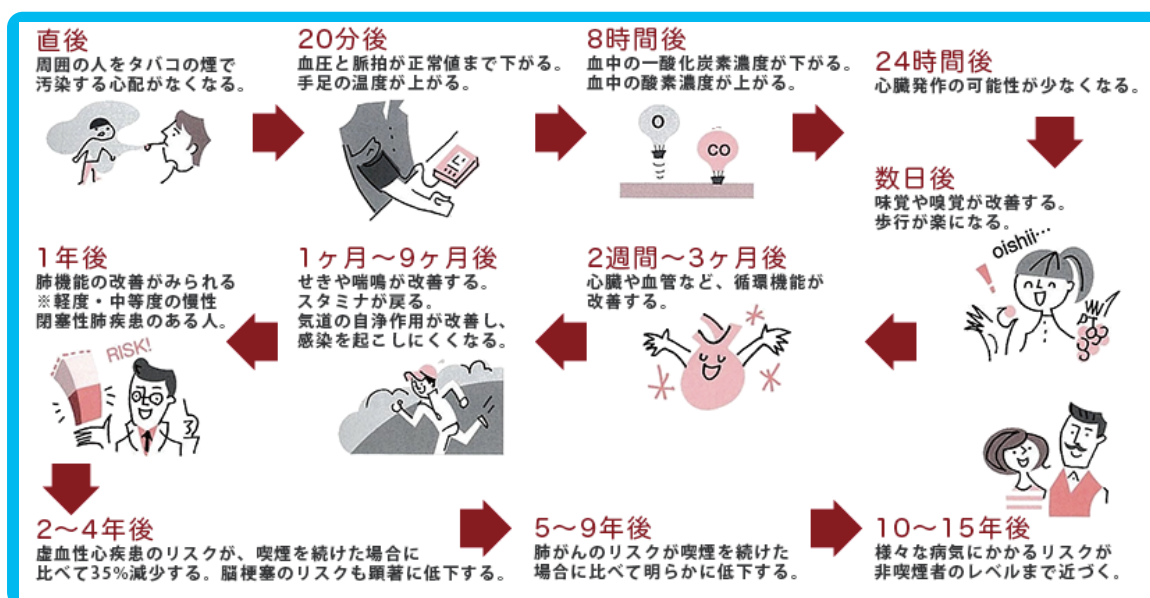 直後
周囲の人をタバコの煙で
汚染する心配がなくなる。
20分後
血圧と脈拍が正常値まで下がる。
手足の温度が上がる。
8時間後
血中の一酸化炭素濃度が下がる。
血中の酸素濃度が上がる。
O
CO
24時間後
心臓発作の可能性が少なくなる。
数日後
味覚や嗅覚が改善する。
歩行が楽になる。
oishii…
2週間〜3ヶ月後
心臓や血管など、循環機能が
改善する。
1ヶ月〜9ヶ月後
せきや喘鳴が改善する。
スタミナが戻る。
気道の自浄作用が改善し、
感染を起こしにくくなる。
1年後
肺機能の改善がみられる
※軽度・中等度の慢性
閉塞性肺疾患のある人。
RISK!
2〜4年後
虚血性心疾患のリスクが、喫煙を続けた場合に
比べて35%減少する。脳梗塞のリスクも顕著に低下する。
5〜9年後
肺がんのリスクが喫煙を続けた
場合に比べて明らかに低下する。
10〜15年後
様々な病気にかかるリスクが
非喫煙者のレベルまで近づく。